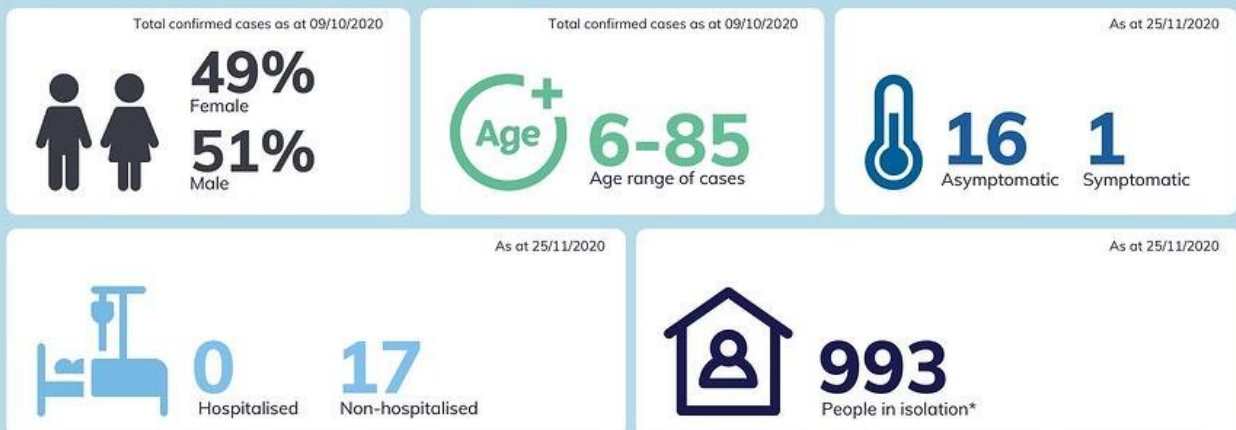 Total confirmed cases as at 09/10/2020
49%
Female
51%
Male
Total confirmed cases as at 09/10/2020
Age
6-85
Age range of cases
As at 25/11/2020
16 1
Asymptomatic Symptomatic
As at 25/11/2020
0 17
Hospitalised Non-hospitalised
As at 25/11/2020
993
People in isolation*